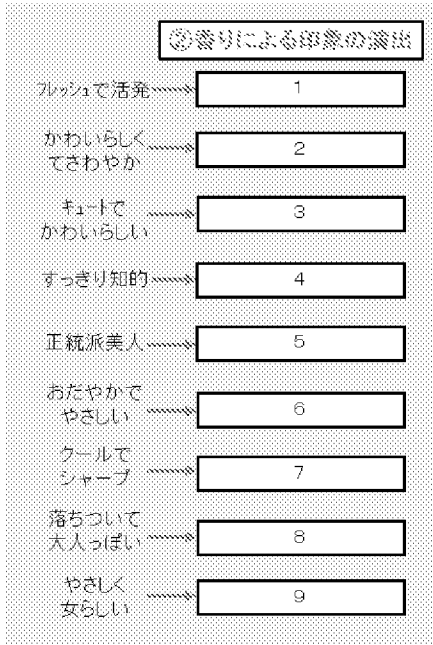 ②香りによる印象の演出
フレッシュで活発
1
かわいらしく
てさわやか
2
キュートで
かわいらしい
3
すっきり知的
4
正統派美人
5
おだやかで
やさしい
6
クールで
シャープ
7
落ちついて
大人っぽい
8
やさしく
女らしい
9